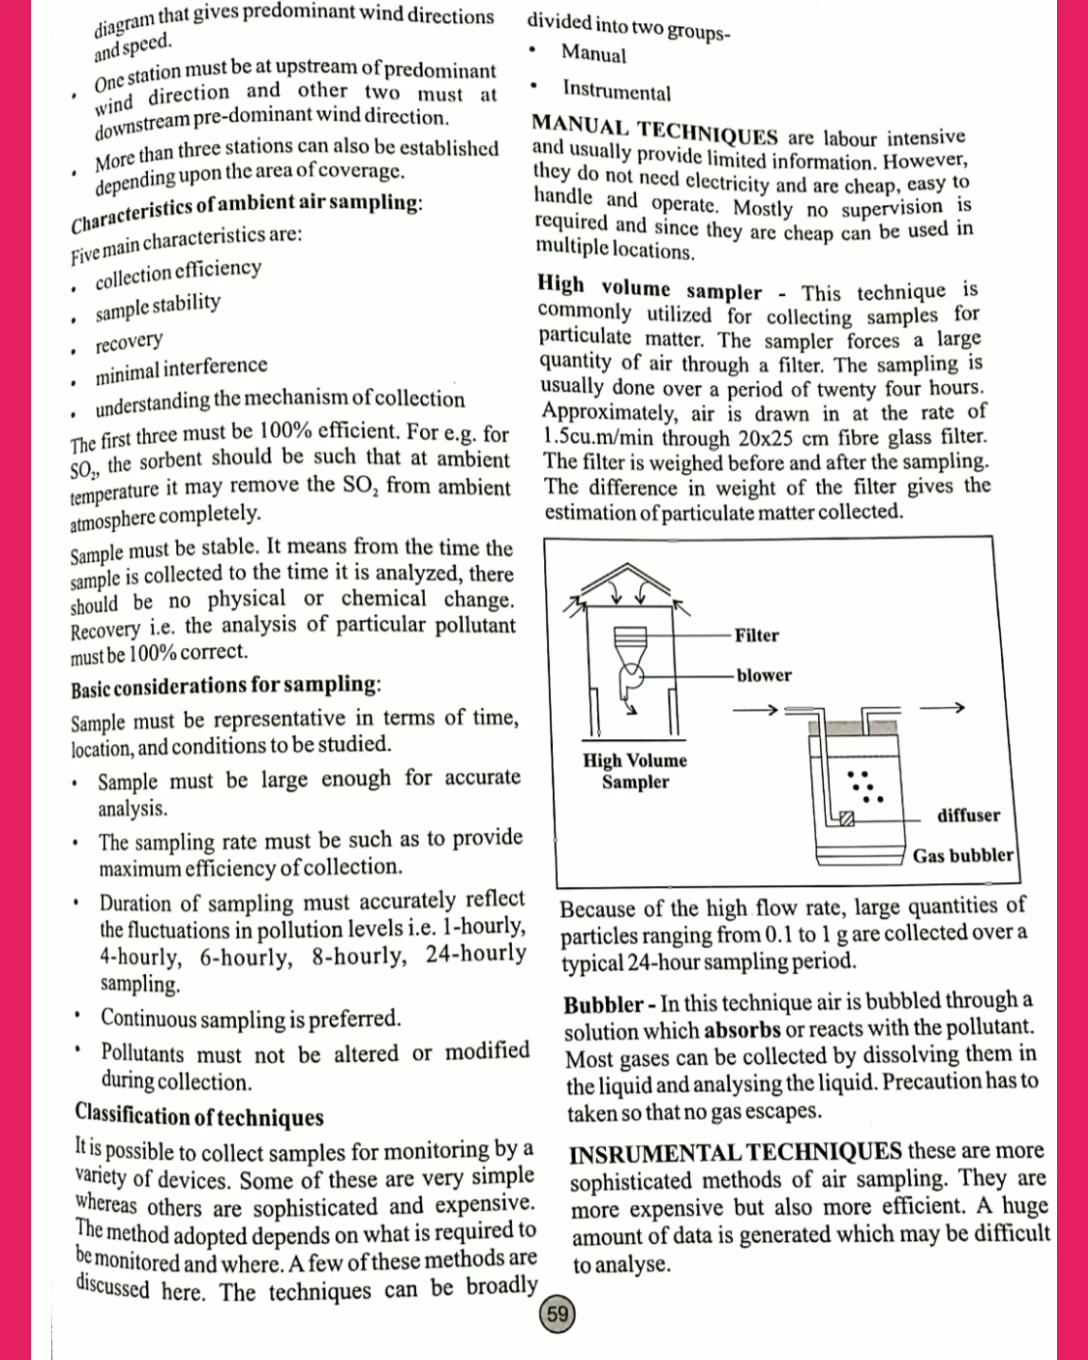 diagram that gives predominant wind directions
and speed.
• One station must be at upstream of predominant
wind direction and other two must at
downstream pre-dominant wind direction.
• More than three stations can also be established
depending upon the area of coverage.
Characteristics of ambient air sampling:
Five main characteristics are:
• collection efficiency
• sample stability
• recovery
• minimal interference
• understanding the mechanism of collection
The first three must be 100% efficient. For e.g. for
SO₂, the sorbent should be such that at ambient
temperature it may remove the SO₂ from ambient
atmosphere completely.
Sample must be stable. It means from the time the
sample is collected to the time it is analyzed, there
should be no physical or chemical change.
Recovery i.e. the analysis of particular pollutant
must be 100% correct.
Basic considerations for sampling:
Sample must be representative in terms of time,
location, and conditions to be studied.
• Sample must be large enough for accurate
analysis.
• The sampling rate must be such as to provide
maximum efficiency of collection.
• Duration of sampling must accurately reflect
the fluctuations in pollution levels i.e. 1-hourly,
4-hourly, 6-hourly, 8-hourly, 24-hourly
sampling.
• Continuous sampling is preferred.
• Pollutants must not be altered or modified
during collection.
Classification of techniques
It is possible to collect samples for monitoring by a
variety of devices. Some of these are very simple
whereas others are sophisticated and expensive.
The method adopted depends on what is required to
be monitored and where. A few of these methods are
discussed here. The techniques can be broadly
divided into two groups-
• Manual
• Instrumental
MANUAL TECHNIQUES are labour intensive
and usually provide limited information. However,
they do not need electricity and are cheap, easy to
handle and operate. Mostly no supervision is
required and since they are cheap can be used in
multiple locations.
High volume sampler - This technique is
commonly utilized for collecting samples for
particulate matter. The sampler forces a large
quantity of air through a filter. The sampling is
usually done over a period of twenty four hours.
Approximately, air is drawn in at the rate of
1.5cu.m/min through 20x25 cm fibre glass filter.
The filter is weighed before and after the sampling.
The difference in weight of the filter gives the
estimation of particulate matter collected.
Filter
blower
High Volume
Sampler
diffuser
Gas bubbler
Because of the high flow rate, large quantities of
particles ranging from 0.1 to 1 g are collected over a
typical 24-hour sampling period.
Bubbler - In this technique air is bubbled through a
solution which absorbs or reacts with the pollutant.
Most gases can be collected by dissolving them in
the liquid and analysing the liquid. Precaution has to
taken so that no gas escapes.
INSRUMENTAL TECHNIQUES these are more
sophisticated methods of air sampling. They are
more expensive but also more efficient. A huge
amount of data is generated which may be difficult
to analyse.
59